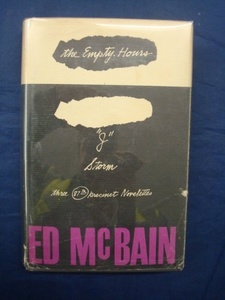 the Empty Hours
"J"
Storm
three 87th precinct Novelettes
ED McBAIN